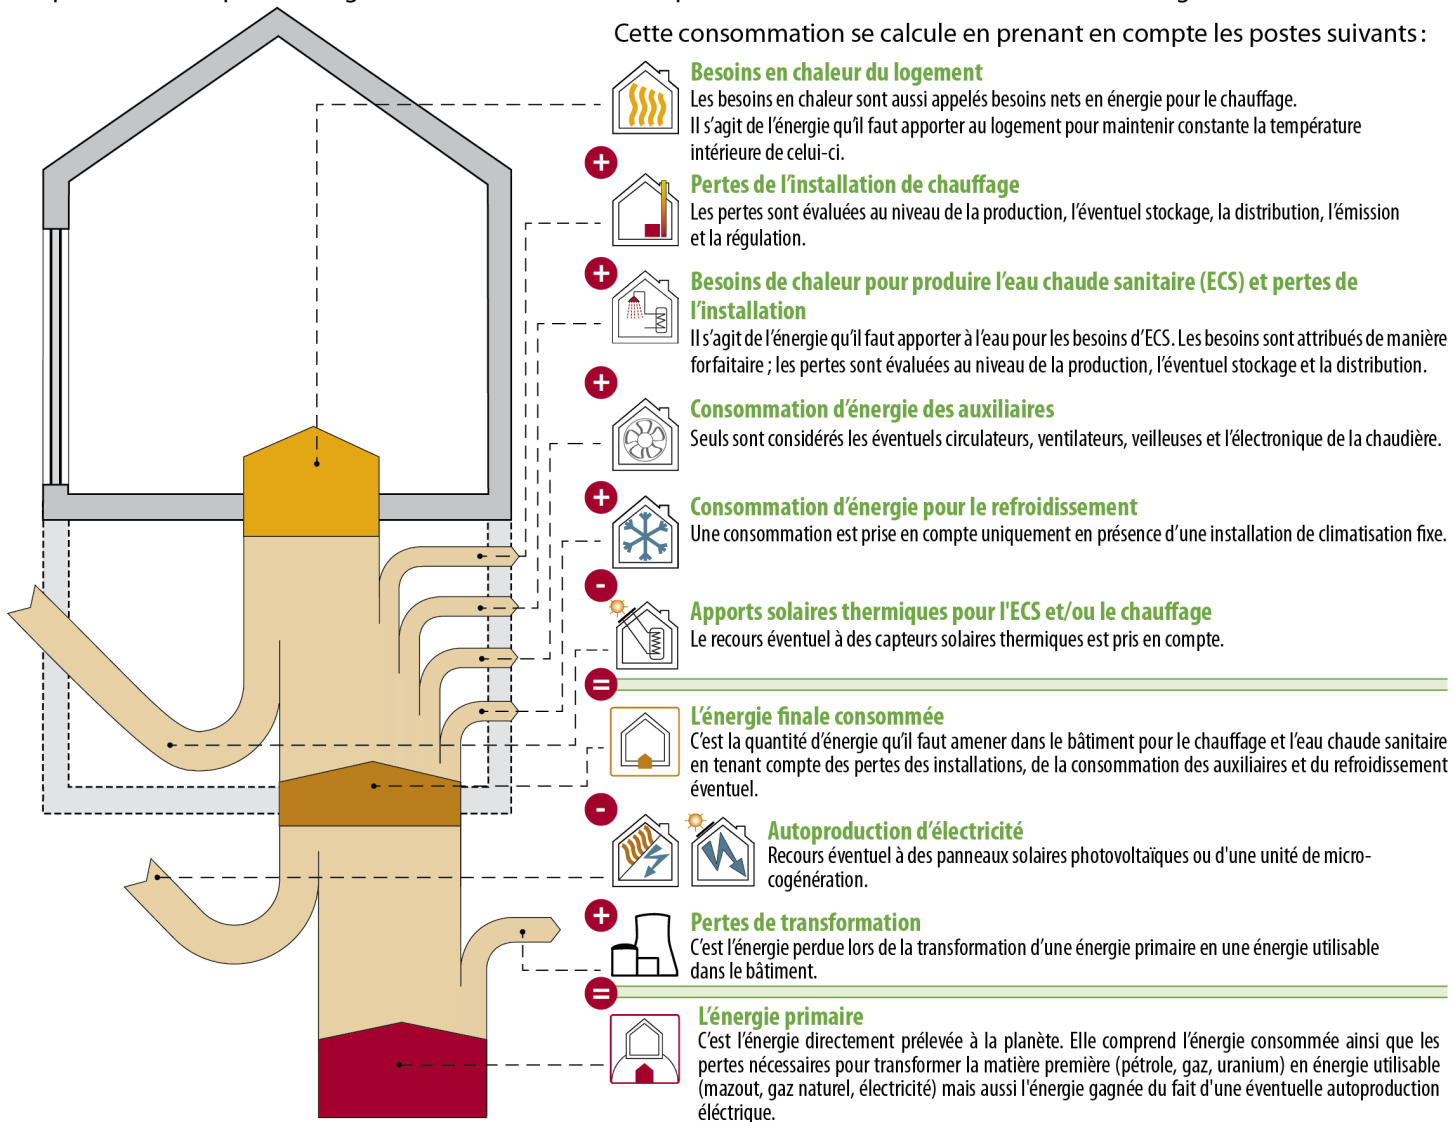 Cette consommation se calcule en prenant en compte les postes suivants :
Besoins en chaleur du logement
Les besoins en chaleur sont aussi appelés besoins nets en énergie pour le chauffage.
Il s’agit de l’énergie qu’il faut apporter au logement pour maintenir constante la température
intérieure de celui-ci.
+
Pertes de l’installation de chauffage
Les pertes sont évaluées au niveau de la production, l’éventuel stockage, la distribution, l’émission
et la régulation.
+
Besoins de chaleur pour produire l’eau chaude sanitaire (ECS) et pertes de
l’installation
Il s’agit de l’énergie qu’il faut apporter à l’eau pour les besoins d’ECS. Les besoins sont attribués de manière
forfaitaire ; les pertes sont évaluées au niveau de la production, l’éventuel stockage et la distribution.
+
Consommation d’énergie des auxiliaires
Seuls sont considérés les éventuels circulateurs, ventilateurs, veilleuses et l’électronique de la chaudière.
+
Consommation d’énergie pour le refroidissement
Une consommation est prise en compte uniquement en présence d’une installation de climatisation fixe.
-
Apports solaires thermiques pour l'ECS et/ou le chauffage
Le recours éventuel à des capteurs solaires thermiques est pris en compte.
=
L’énergie finale consommée
C’est la quantité d’énergie qu’il faut amener dans le bâtiment pour le chauffage et l’eau chaude sanitaire
en tenant compte des pertes des installations, de la consommation des auxiliaires et du refroidissement
éventuel.
-
Autoproduction d’électricité
Recours éventuel à des panneaux solaires photovoltaïques ou d'une unité de micro-
cogénération.
+
Pertes de transformation
C’est l’énergie perdue lors de la transformation d’une énergie primaire en une énergie utilisable
dans le bâtiment.
=
L’énergie primaire
C’est l’énergie directement prélevée à la planète. Elle comprend l’énergie consommée ainsi que les
pertes nécessaires pour transformer la matière première (pétrole, gaz, uranium) en énergie utilisable
(mazout, gaz naturel, électricité) mais aussi l'énergie gagnée du fait d'une éventuelle autoproduction
éléctrique.